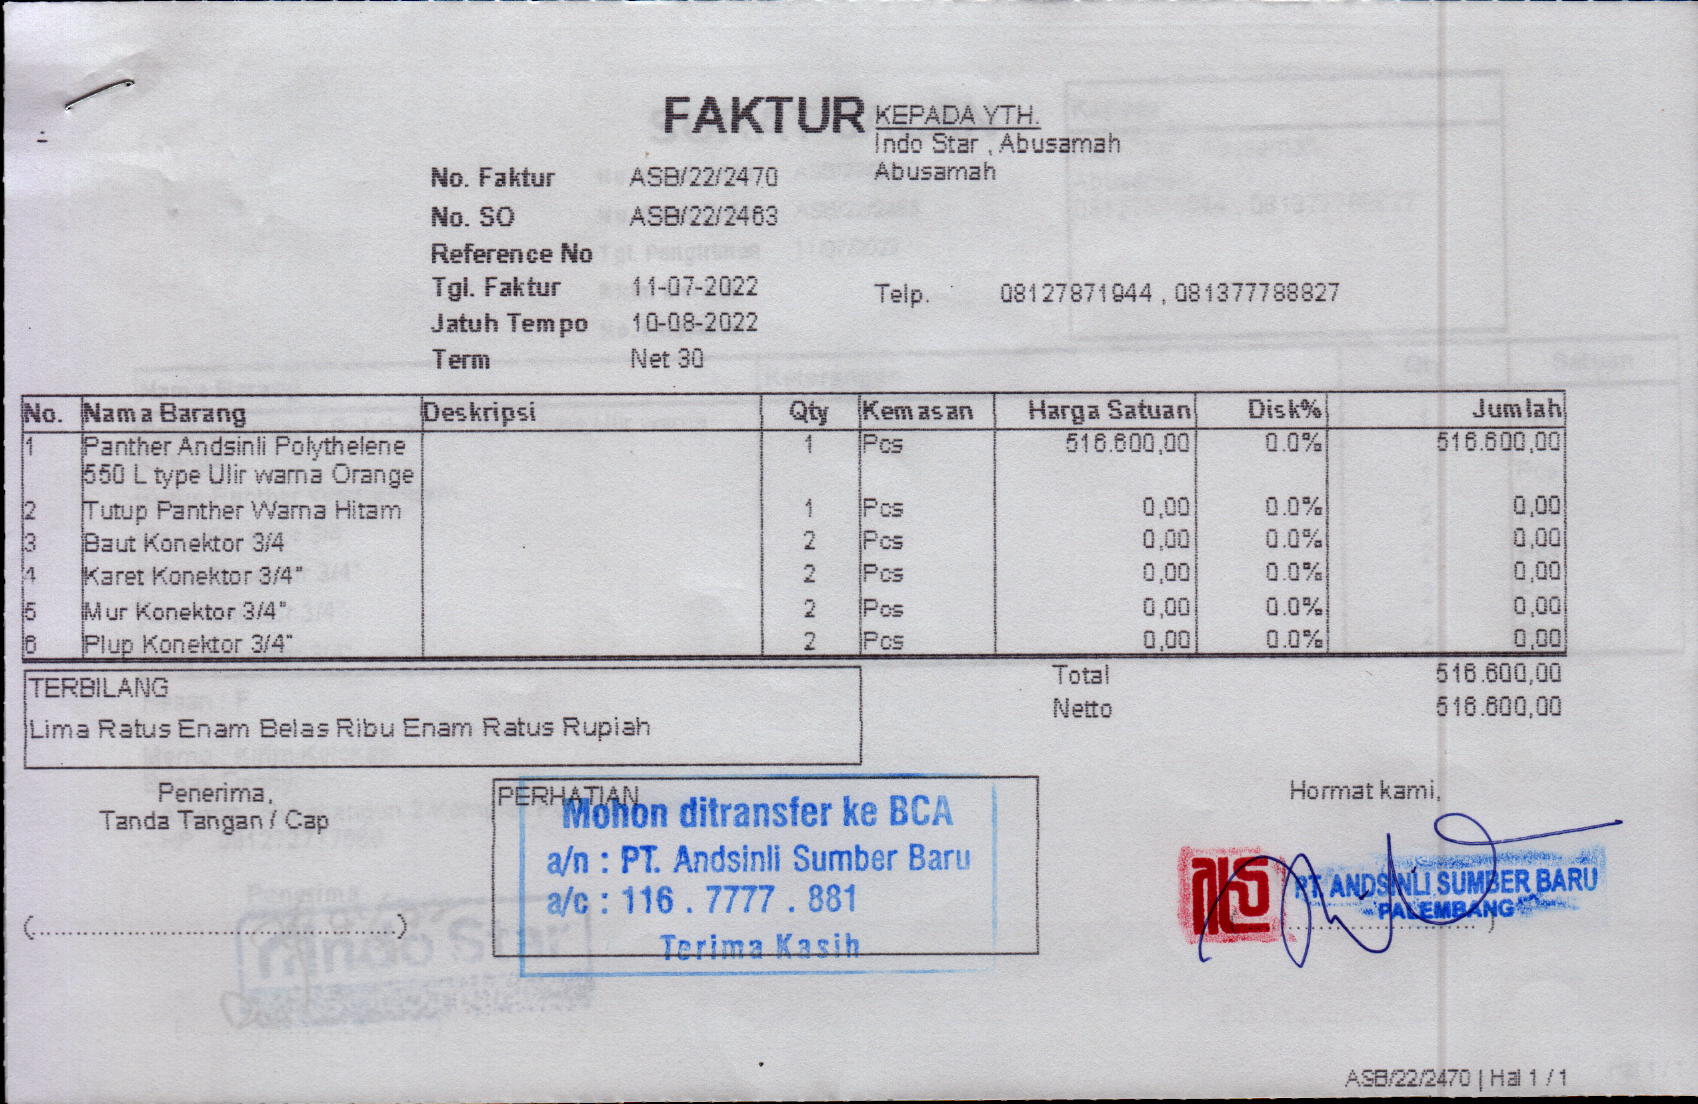 FAKTUR
KEPADA YTH.
Indo Star , Abusamah
Abusamah
No. Faktur ASB/22/2470
No. SO ASB/22/2463
Reference No
Tgl. Faktur 11-07-2022
Jatuh Tempo 10-08-2022
Term Net 30
Telp. 08127871944 , 081377788827
No. Nama Barang Deskripsi Qty Kemasan Harga Satuan Disk% Jumlah
1 Panther Andsinli Polythelene 1 Pcs 516.600,00 0.0% 516.600,00
550 L type Ulir warna Orange
2 Tutup Panther Warna Hitam 1 Pcs 0,00 0.0% 0,00
3 Baut Konektor 3/4 2 Pcs 0,00 0.0% 0,00
4 Karet Konektor 3/4" 2 Pcs 0,00 0.0% 0,00
5 Mur Konektor 3/4" 2 Pcs 0,00 0.0% 0,00
6 Plup Konektor 3/4" 2 Pcs 0,00 0.0% 0,00
Total 516.600,00
Netto 516.600,00
TERBILANG
Lima Ratus Enam Belas Ribu Enam Ratus Rupiah
Penerima,
Tanda Tangan / Cap
(..........................................................)
PERHATIAN
Mohon ditransfer ke BCA
a/n : PT. Andsinli Sumber Baru
a/c : 116 . 7777 . 881
Terima Kasih
Hormat kami,
PT. ANDSINLI SUMBER BARU
PALEMBANG
Indo Star
ASB/22/2470 | Hal 1 / 1